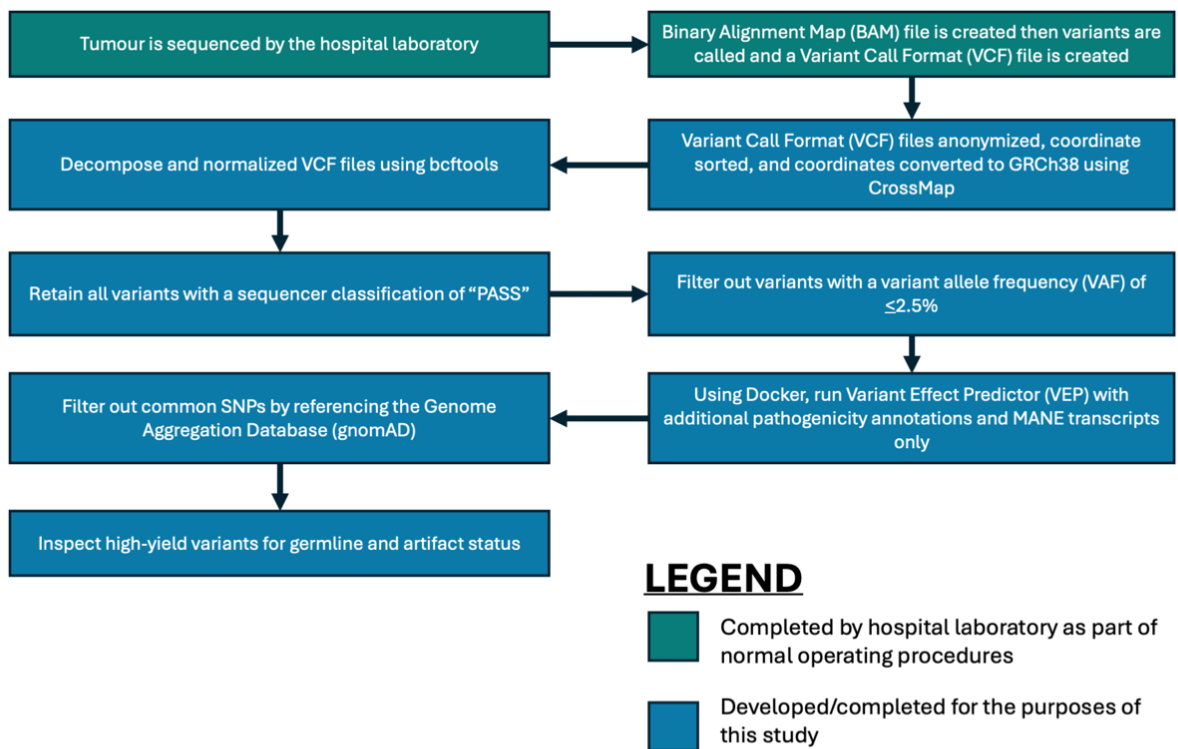 Tumour is sequenced by the hospital laboratory
Binary Alignment Map (BAM) file is created then variants are
called and a Variant Call Format (VCF) file is created
Variant Call Format (VCF) files anonymized, coordinate
sorted, and coordinates converted to GRCh38 using
CrossMap
Decompose and normalized VCF files using bcftools
Retain all variants with a sequencer classification of “PASS”
Filter out variants with a variant allele frequency (VAF) of
≤2.5%
Using Docker, run Variant Effect Predictor (VEP) with
additional pathogenicity annotations and MANE transcripts
only
Filter out common SNPs by referencing the Genome
Aggregation Database (gnomAD)
Inspect high-yield variants for germline and artifact status
LEGEND
Completed by hospital laboratory as part of
normal operating procedures
Developed/completed for the purposes of
this study